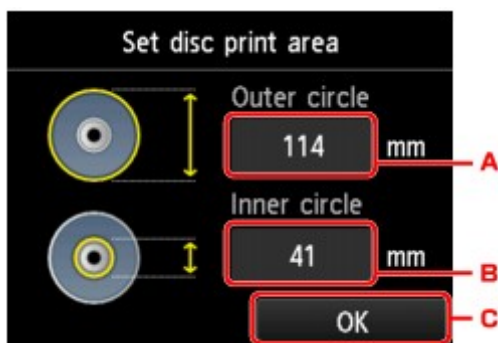 Set disc print area
Outer circle
114 mm
A
Inner circle
41 mm
B
OK
C